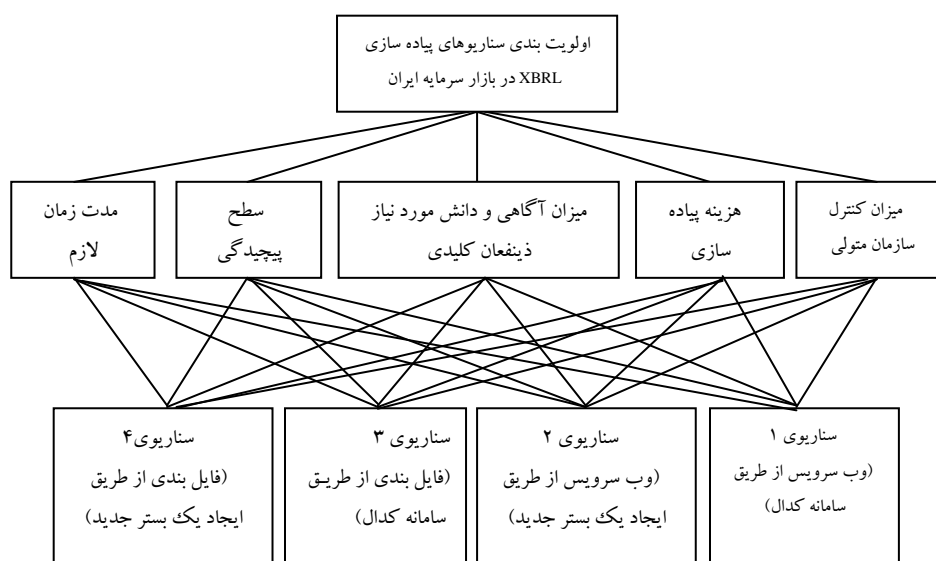 اولویت بندی سناریوهای پیاده سازی
XBRL در بازار سرمایه ایران
میزان کنترل
سازمان متولی
هزینه پیاده
سازی
میزان آگاهی و دانش مورد نیاز
ذینفعان کلیدی
سطح
پیچیدگی
مدت زمان
لازم
سناریوی ۱
(وب سرویس از طریق
سامانه کدال)
سناریوی ۲
(وب سرویس از طریق
ایجاد یک بستر جدید)
سناریوی ۳
(فایل بندی از طریـق
سامانه کدال)
سناریوی۴
(فایل بندی از طریق
ایجاد یک بستر جدید)